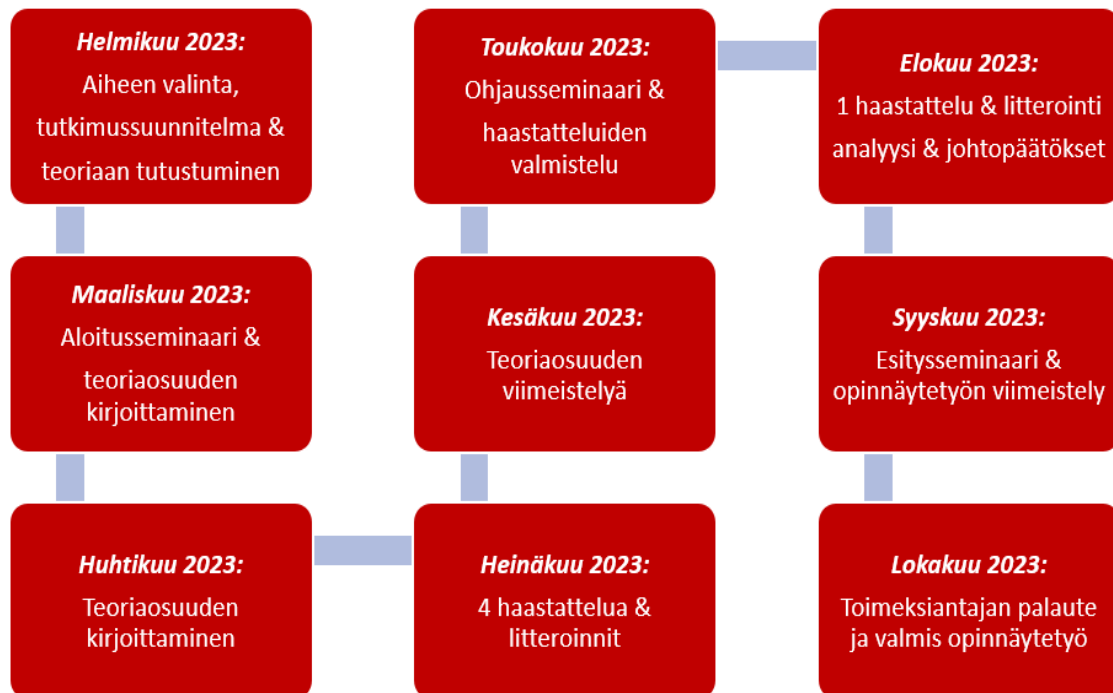 Helmikuu 2023:
Aiheen valinta,
tutkimussuunnitelma &
teoriaan tutustuminen
Maaliskuu 2023:
Aloitusseminaari &
teoriaosuuden
kirjoittaminen
Huhtikuu 2023:
Teoriaosuuden
kirjoittaminen
Toukokuu 2023:
Ohjausseminaari &
haastatteluiden
valmistelu
Kesäkuu 2023:
Teoriaosuuden
viimeistelyä
Heinäkuu 2023:
4 haastattelua &
litteroinnit
Elokuu 2023:
1 haastattelu & litterointi
analyysi & johtopäätökset
Syyskuu 2023:
Esitysseminaari &
opinnäytetyön viimeistely
Lokakuu 2023:
Toimeksiantajan palaute
ja valmis opinnäytetyö